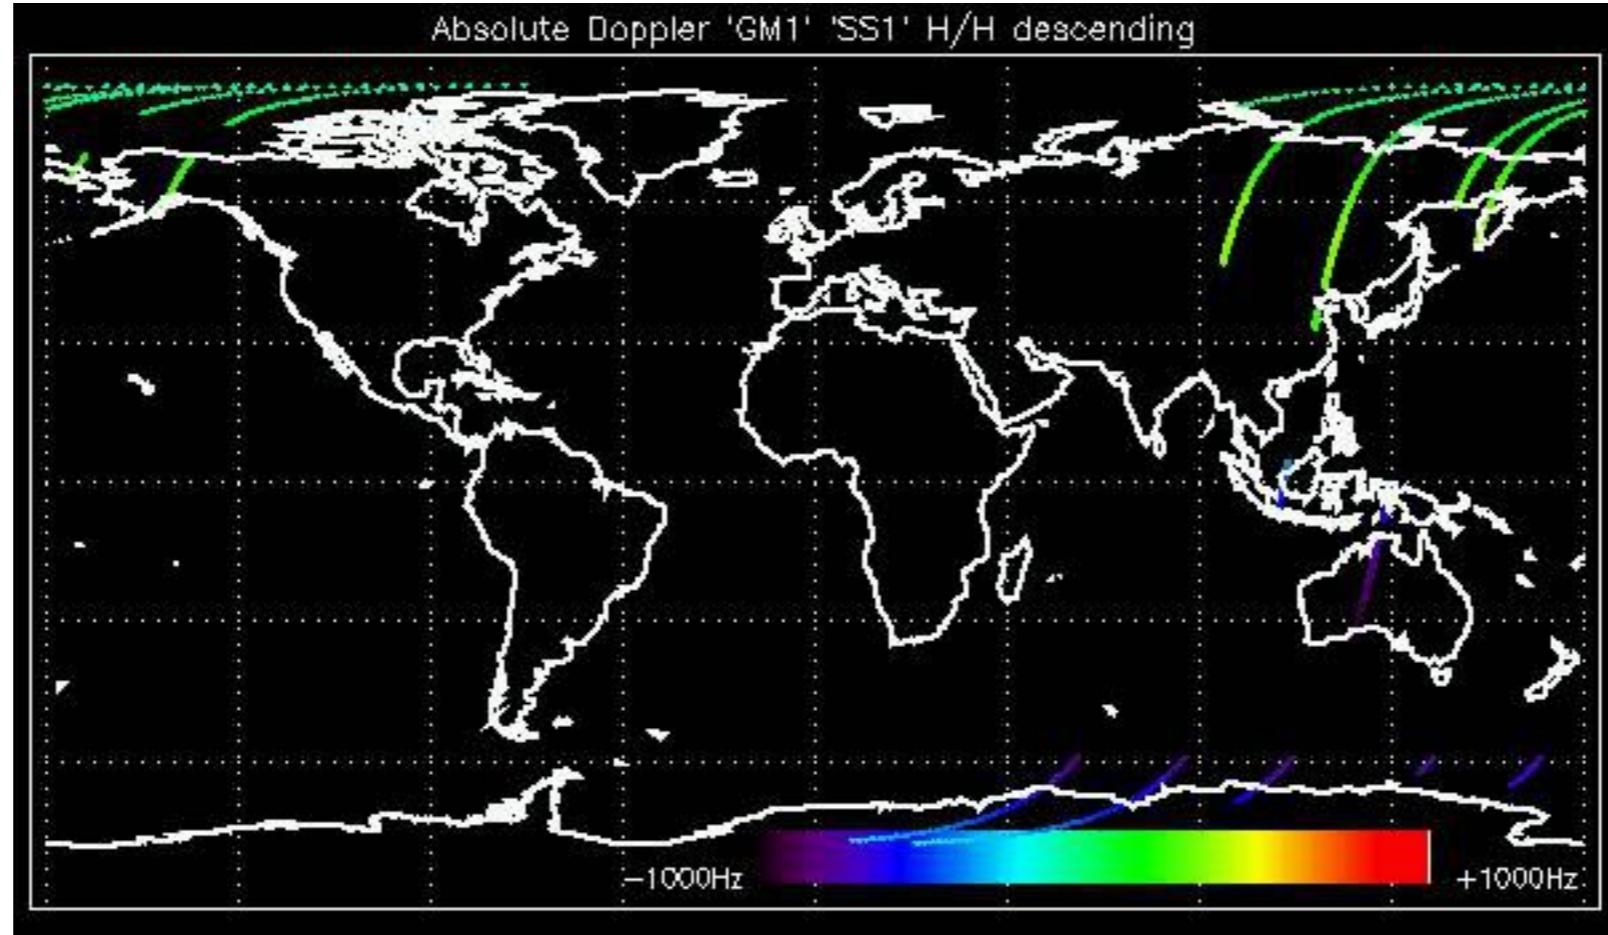 Absolute Doppler 'GM1' 'SS1' H/H descending
−1000Hz
+1000Hz